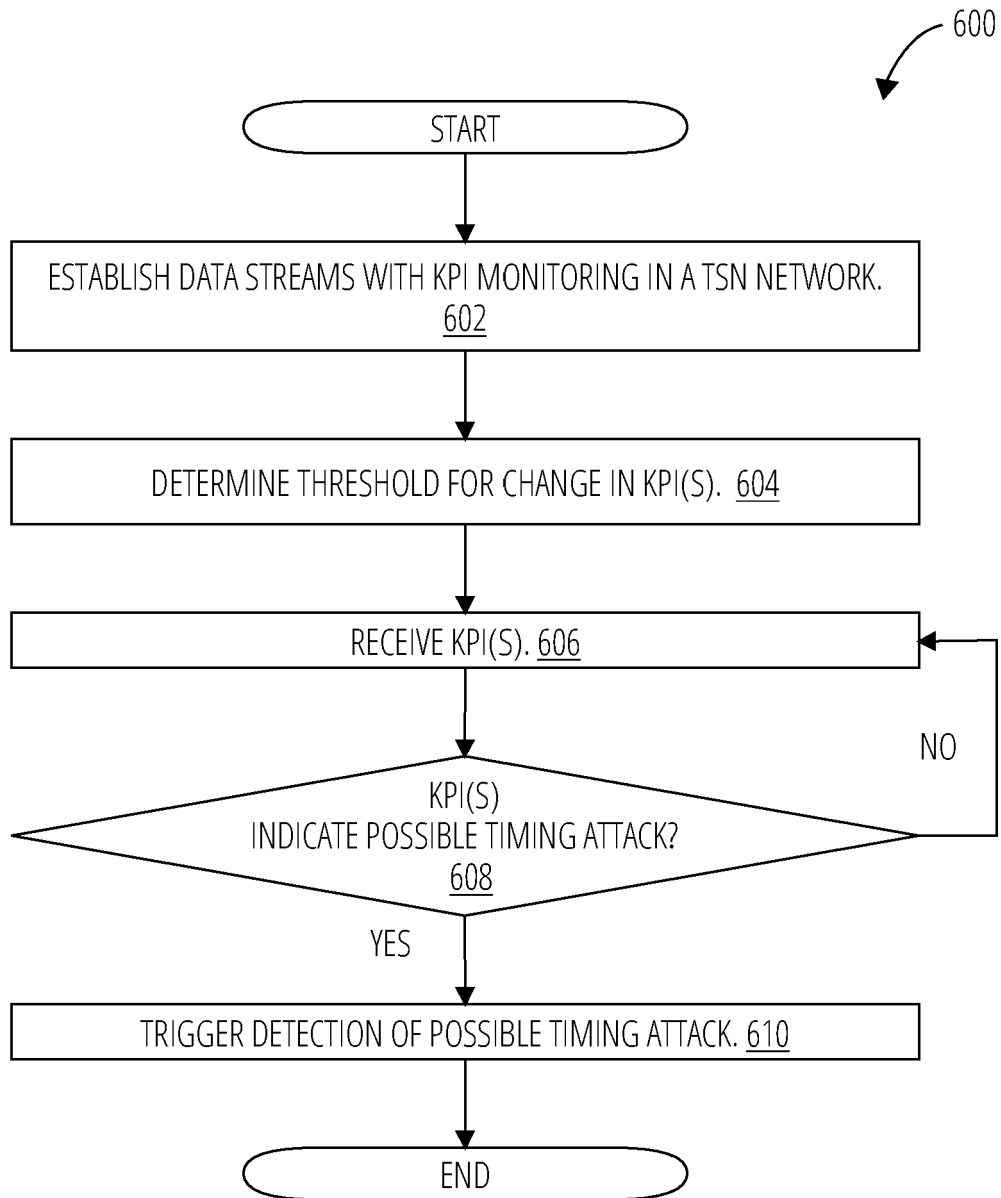 600
START
ESTABLISH DATA STREAMS WITH KPI MONITORING IN A TSN NETWORK.
602
DETERMINE THRESHOLD FOR CHANGE IN KPI(S). 604
RECEIVE KPI(S). 606
NO
KPI(S)
INDICATE POSSIBLE TIMING ATTACK?
608
YES
TRIGGER DETECTION OF POSSIBLE TIMING ATTACK. 610
END